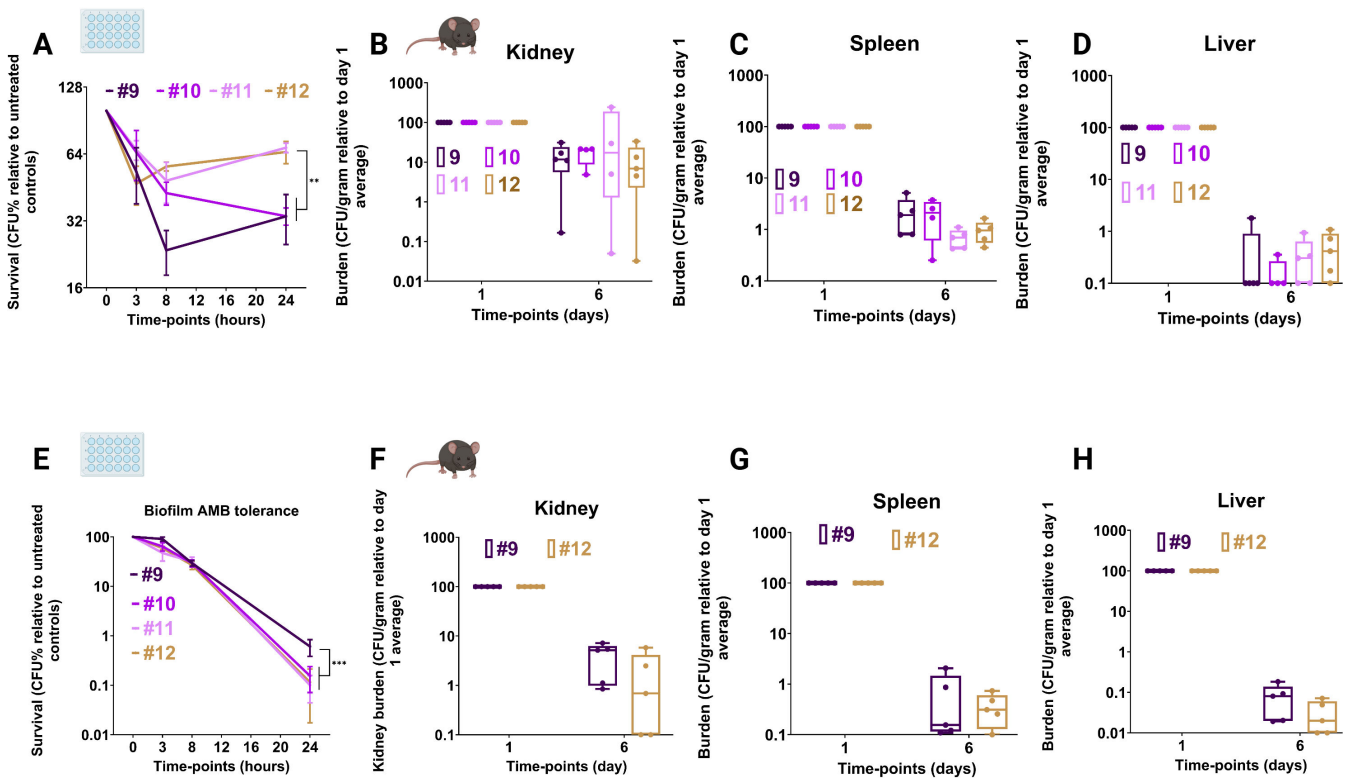 A
Survival (CFU% relative to untreated
controls)
128
64
32
16
#9
#10
#11
#12
**
0
3
8
12
16
20
24
Time-points (hours)
B
Kidney
Burden (CFU/gram relative to day 1
average)
1000
100
10
1
0.1
0.01
9
10
11
12
1
6
Time-points (days)
C
Spleen
Burden (CFU/gram relative to day 1
average)
1000
100
10
1
0.1
9
10
11
12
1
6
Time-points (days)
D
Liver
Burden (CFU/gram relative to day 1
average)
1000
100
10
1
0.1
9
10
11
12
1
6
Time-points (days)
E
Biofilm AMB tolerance
Survival (CFU% relative to untreated
controls)
100
10
1
0.1
0.01
#9
#10
#11
#12
***
0
3
8
12
16
20
24
Time-points (hours)
F
Kidney
Kidney burden (CFU/gram relative to day
1 average)
1000
100
10
1
0.1
#9
#12
1
6
Time-points (day)
G
Spleen
Burden (CFU/gram relative to day 1
average)
1000
100
10
1
0.1
#9
#12
1
6
Time-points (days)
H
Liver
Burden (CFU/gram relative to day 1
average)
1000
100
10
1
0.1
0.01
#9
#12
1
6
Time-points (days)